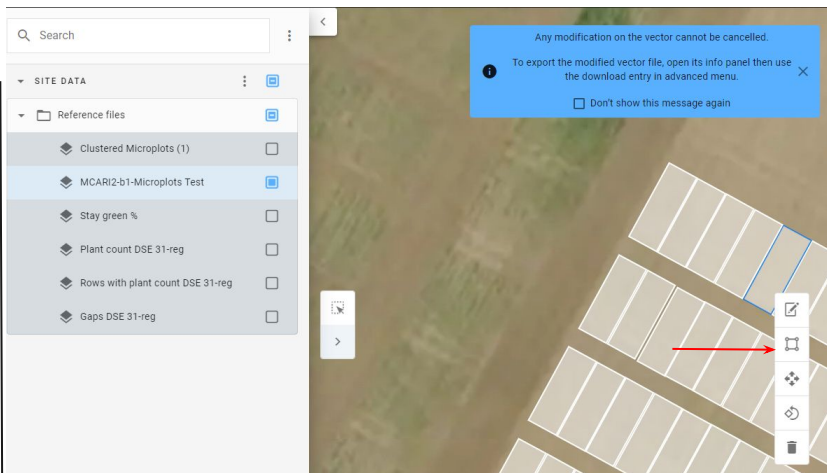 Search
SITE DATA
Reference files
Clustered Microplots (1)
MCARI2-b1-Microplots Test
Stay green %
Plant count DSE 31-reg
Rows with plant count DSE 31-reg
Gaps DSE 31-reg
Any modification on the vector cannot be cancelled.
To export the modified vector file, open its info panel then use
the download entry in advanced menu.
Don't show this message again